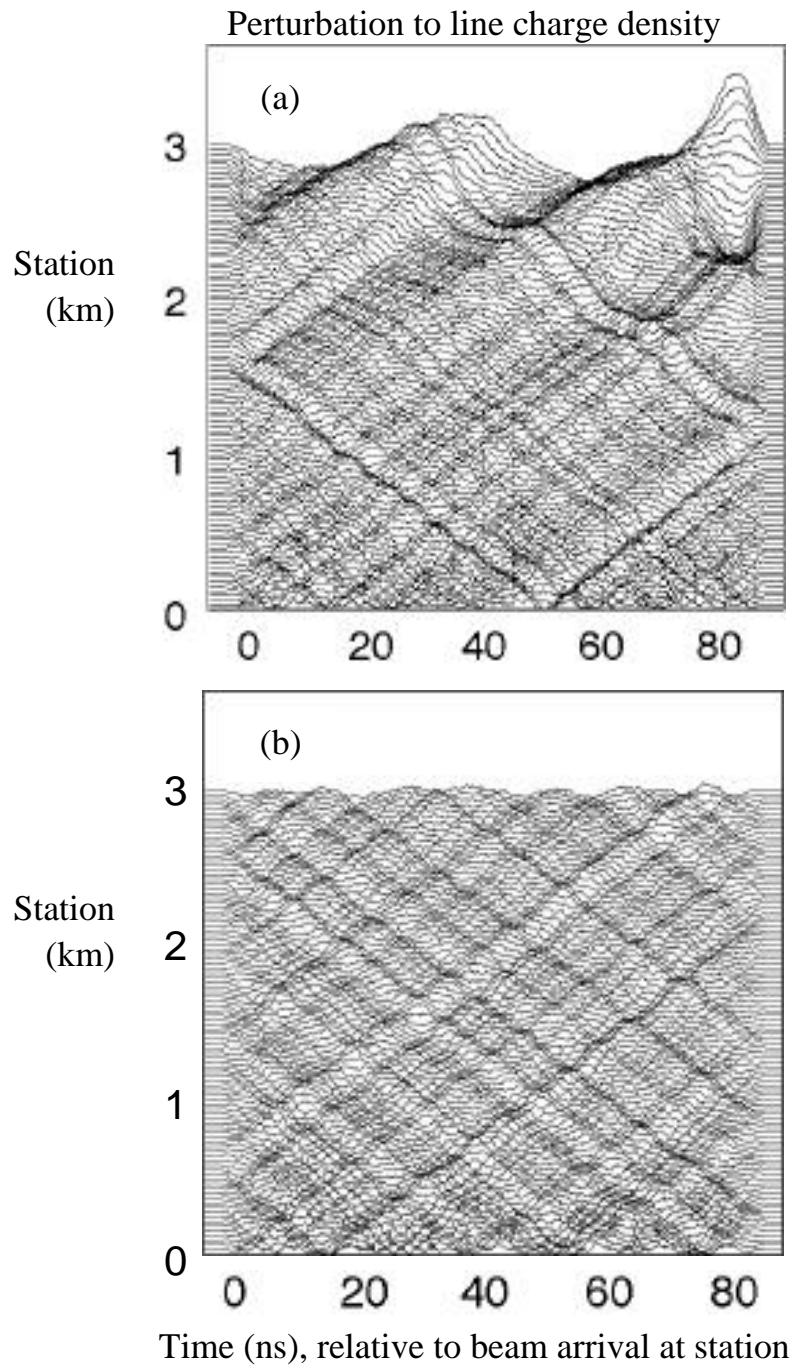 Perturbation to line charge density
(a)
3
Station
(km)
2
1
0
0 20 40 60 80
(b)
3
Station
(km)
2
1
0
0 20 40 60 80
Time (ns), relative to beam arrival at station